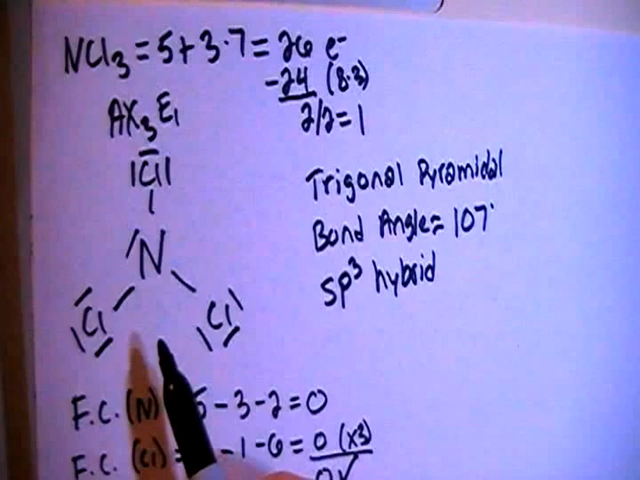 NCl3 = 5 + 3·7 = 26 e-
-24 (8·3)
2/2 = 1
AX3E1
Cl
N
Cl Cl
Trigonal Pyramidal
Bond Angle = 107°
sp3 hybrid
F.C. (N) 5 - 3 - 2 = 0
F.C. (Cl) = - 1 - 6 = 0 (x3)
0 ✓